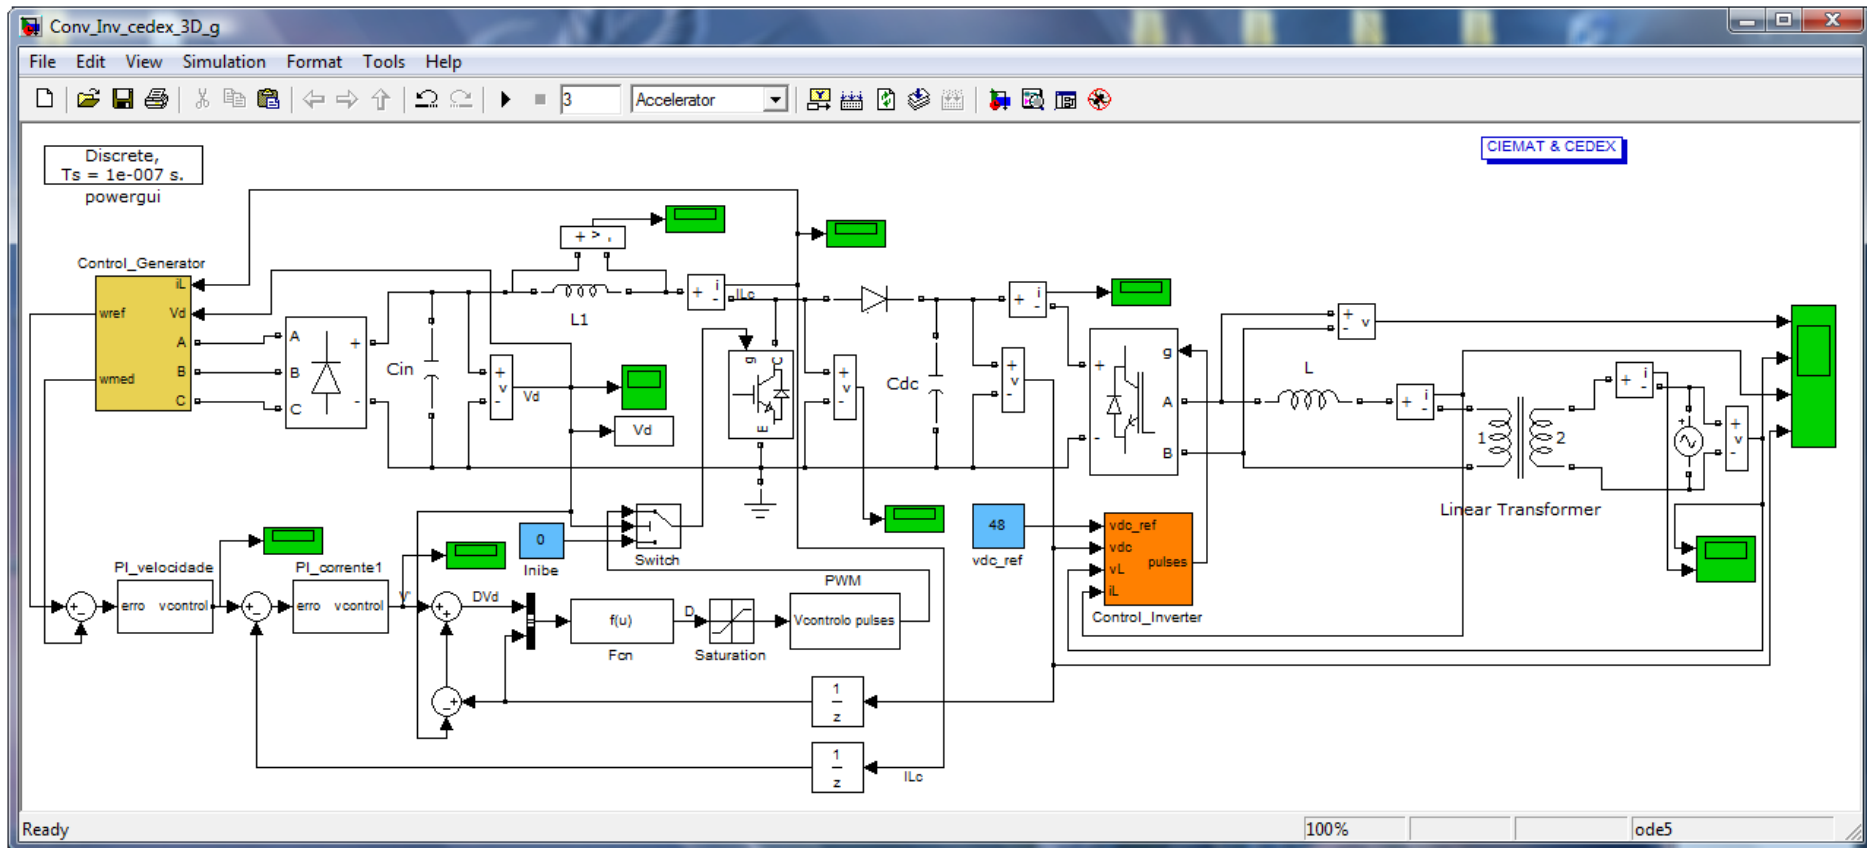 Conv_Inv_cedex_3D_g
File Edit View Simulation Format Tools Help
3 Accelerator
CIEMAT & CEDEX
Discrete,
Ts = 1e-007 s.
powergui
Control_Generator
iL
Vd
wref
A
B
wmed
C
A
B
C
+
-
Cin
+
v
-
Vd
Vd
+ v -
L1
+ i -
ILc
g C
E
+
v
-
Cdc
+
v
-
+ i -
+
-
g
A
B
+
-
v
L
+ i -
1 2
Linear Transformer
+ i -
+
+
v
-
Inibe
0
Switch
48
vdc_ref
vdc_ref
vdc
vL
iL
pulses
Control_Inverter
PI_velocidade
erro vcontrol
PI_corrente1
erro vcontrol
V'
DVd
f(u)
Fcn
D
Saturation
PWM
Vcontrolo pulses
1
z
1
z
ILc
Ready 100% ode5